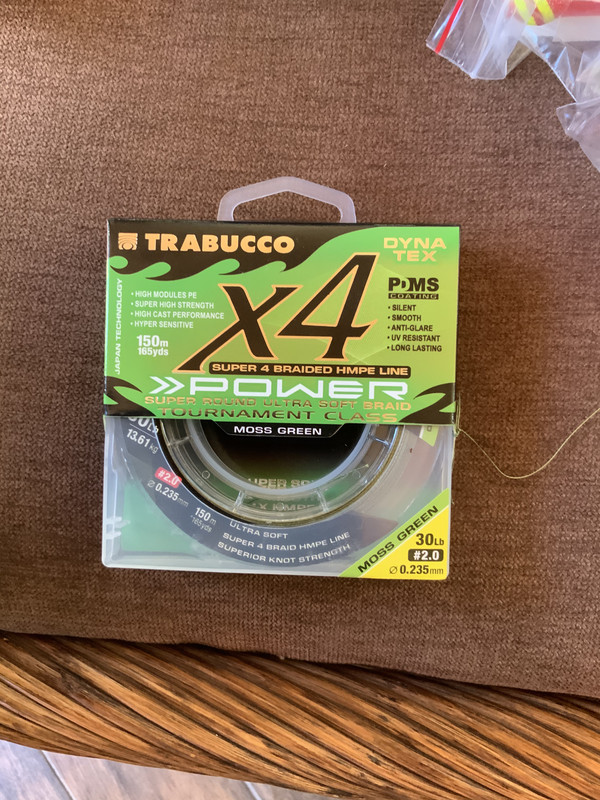 TRABUCCO
DYNA
TEX
JAPAN TECHNOLOGY
• HIGH MODULES PE
• SUPER HIGH STRENGTH
• HIGH CAST PERFORMANCE
• HYPER SENSITIVE
150m
165yds
X4
PDMS
COATING
• SILENT
• SMOOTH
• ANTI-GLARE
• UV RESISTANT
• LONG LASTING
SUPER 4 BRAIDED HMPE LINE
POWER
SUPER ROUND ULTRA SOFT BRAID
TOURNAMENT CLASS
MOSS GREEN
13.61kg
#2.0
Ø 0.235mm
150m
165yds
ULTRA SOFT
SUPER 4 BRAID HMPE LINE
SUPERIOR KNOT STRENGTH
MOSS GREEN
30Lb
#2.0
Ø 0.235mm